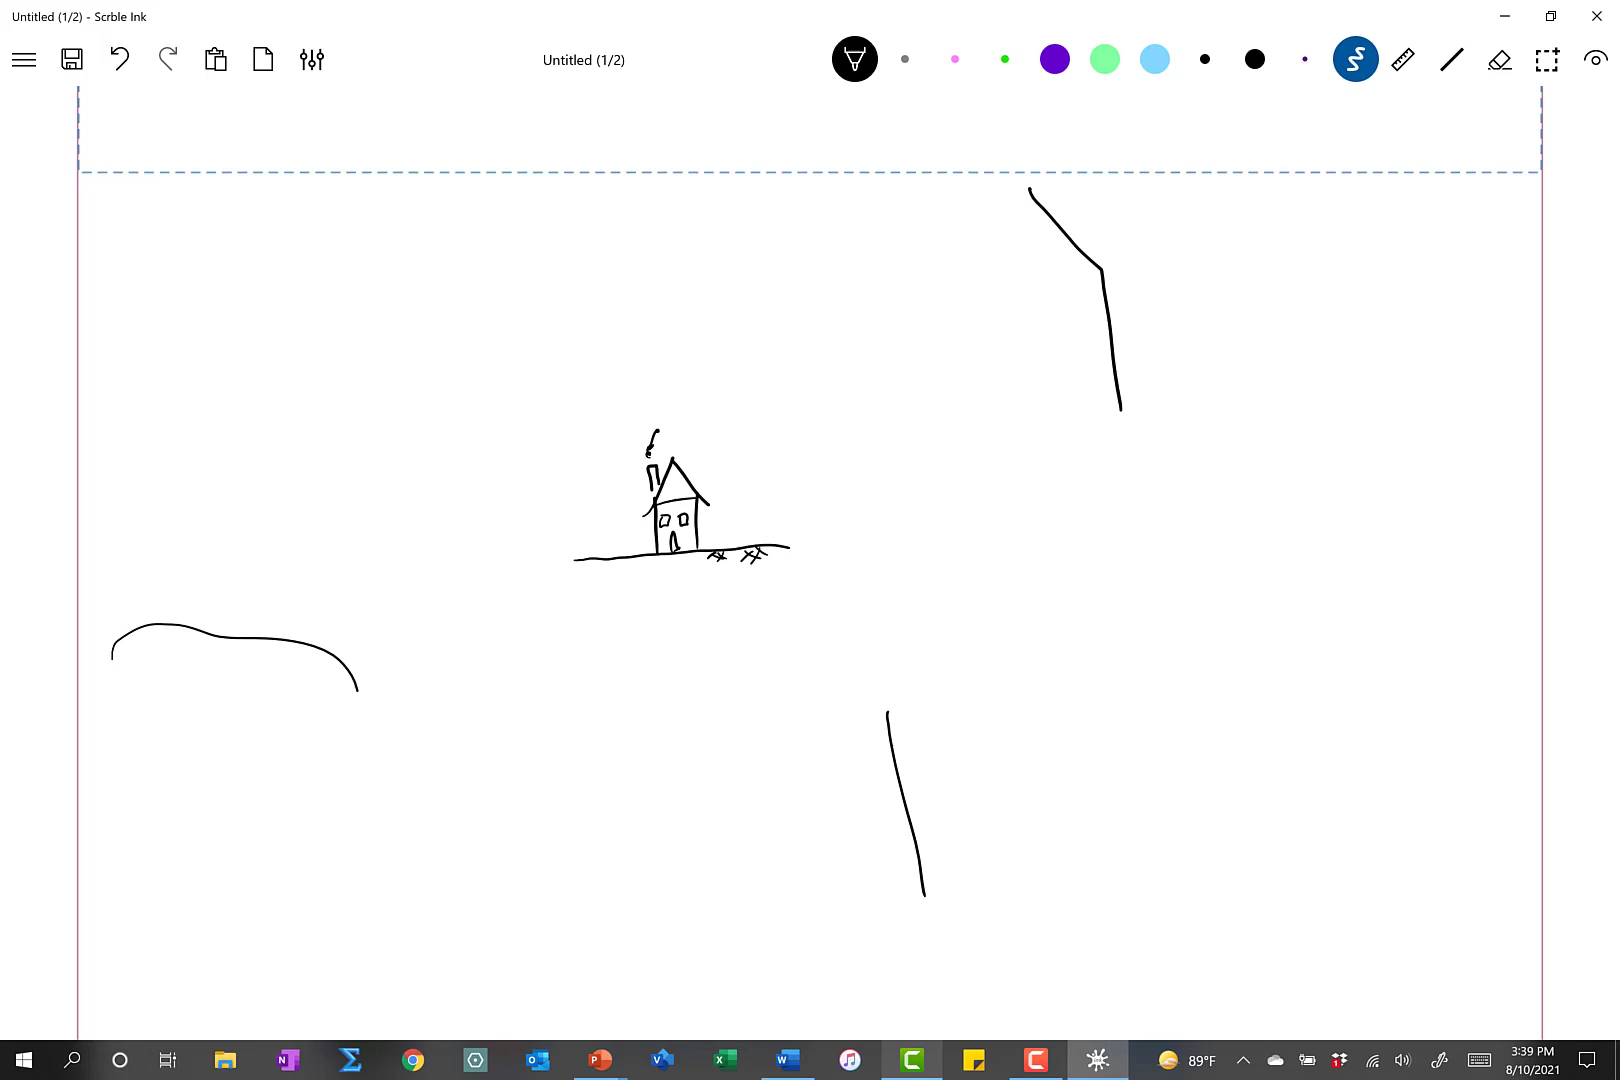 Untitled (1/2) - Scrble Ink
Untitled (1/2)
89°F
3:39 PM
8/10/2021